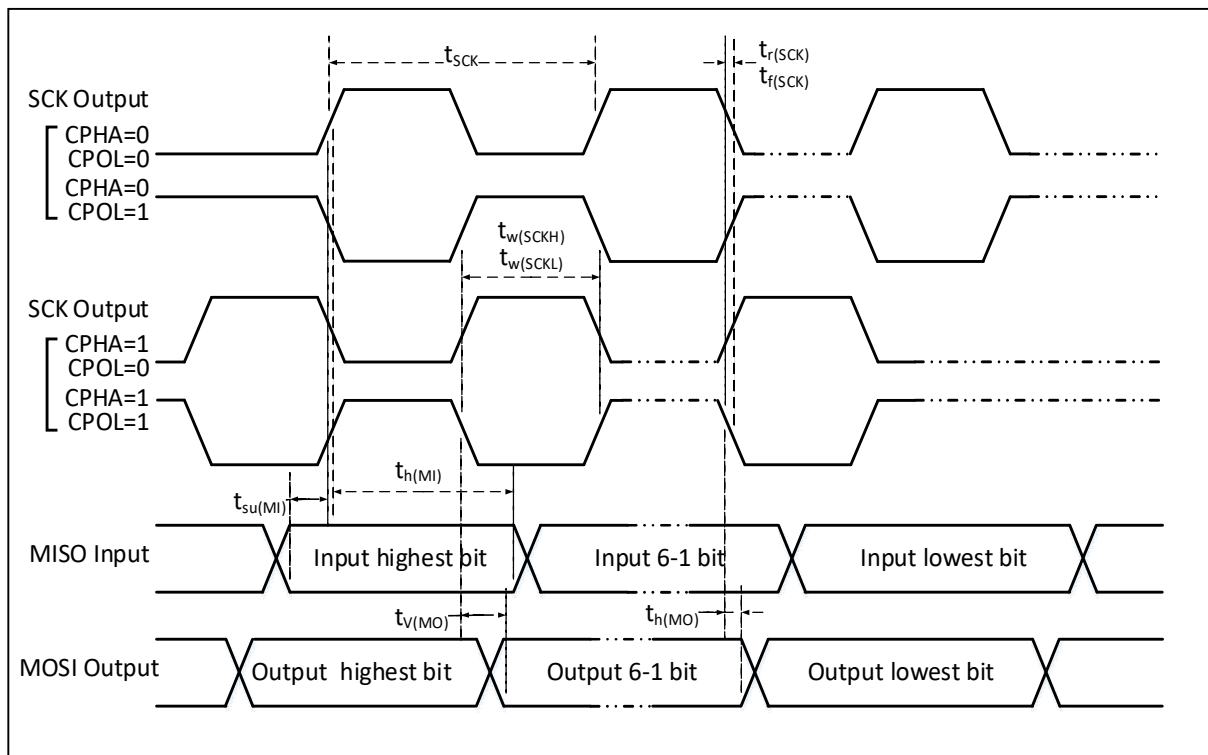 tSCK
tr(SCK)
tf(SCK)
SCK Output
CPHA=0
CPOL=0
CPHA=0
CPOL=1
tw(SCKH)
tw(SCKL)
SCK Output
CPHA=1
CPOL=0
CPHA=1
CPOL=1
th(MI)
tsu(MI)
MISO Input
Input highest bit
Input 6-1 bit
Input lowest bit
tV(MO)
th(MO)
MOSI Output
Output highest bit
Output 6-1 bit
Output lowest bit